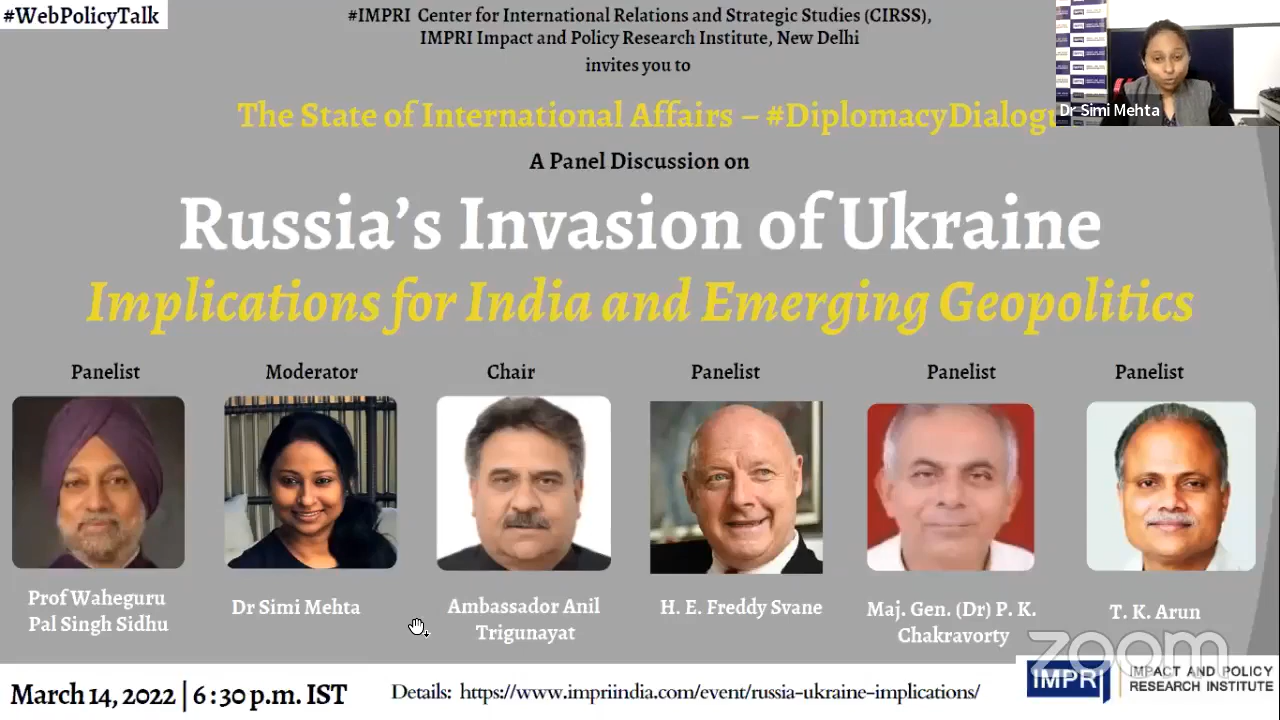 #WebPolicyTalk
#IMPRI Center for International Relations and Strategic Studies (CIRSS),
IMPRI Impact and Policy Research Institute, New Delhi
invites you to
Dr Simi Mehta
The State of International Affairs – #DiplomacyDialogu
A Panel Discussion on
Russia's Invasion of Ukraine
Implications for India and Emerging Geopolitics
Panelist Moderator Chair Panelist Panelist Panelist
Prof Waheguru
Pal Singh Sidhu
Dr Simi Mehta
Ambassador Anil
Trigunayat
H. E. Freddy Svane
Maj. Gen. (Dr) P. K.
Chakravorty
T. K. Arun
zoom
March 14, 2022 | 6:30 p.m. IST
Details: https://www.impriindia.com/event/russia-ukraine-implications/
IMPRI
IMPACT AND POLICY
RESEARCH INSTITUTE